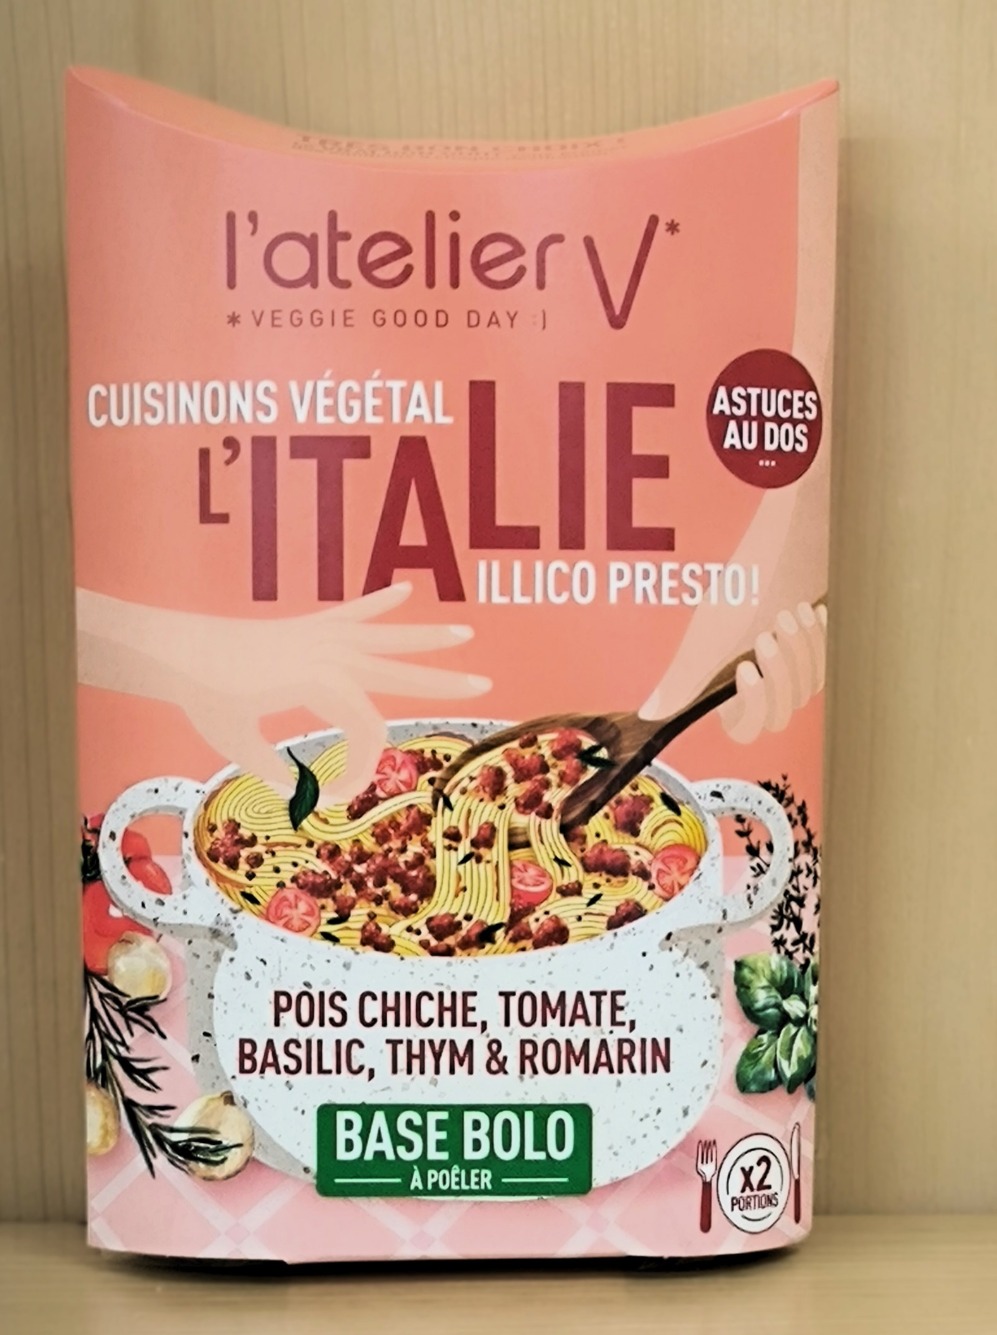 l'atelier V*
* VEGGIE GOOD DAY :)
CUISINONS VÉGÉTAL
L'ITALIE
ILLICO PRESTO!
ASTUCES
AU DOS
...
POIS CHICHE, TOMATE,
BASILIC, THYM & ROMARIN
BASE BOLO
À POÊLER
x2
PORTIONS